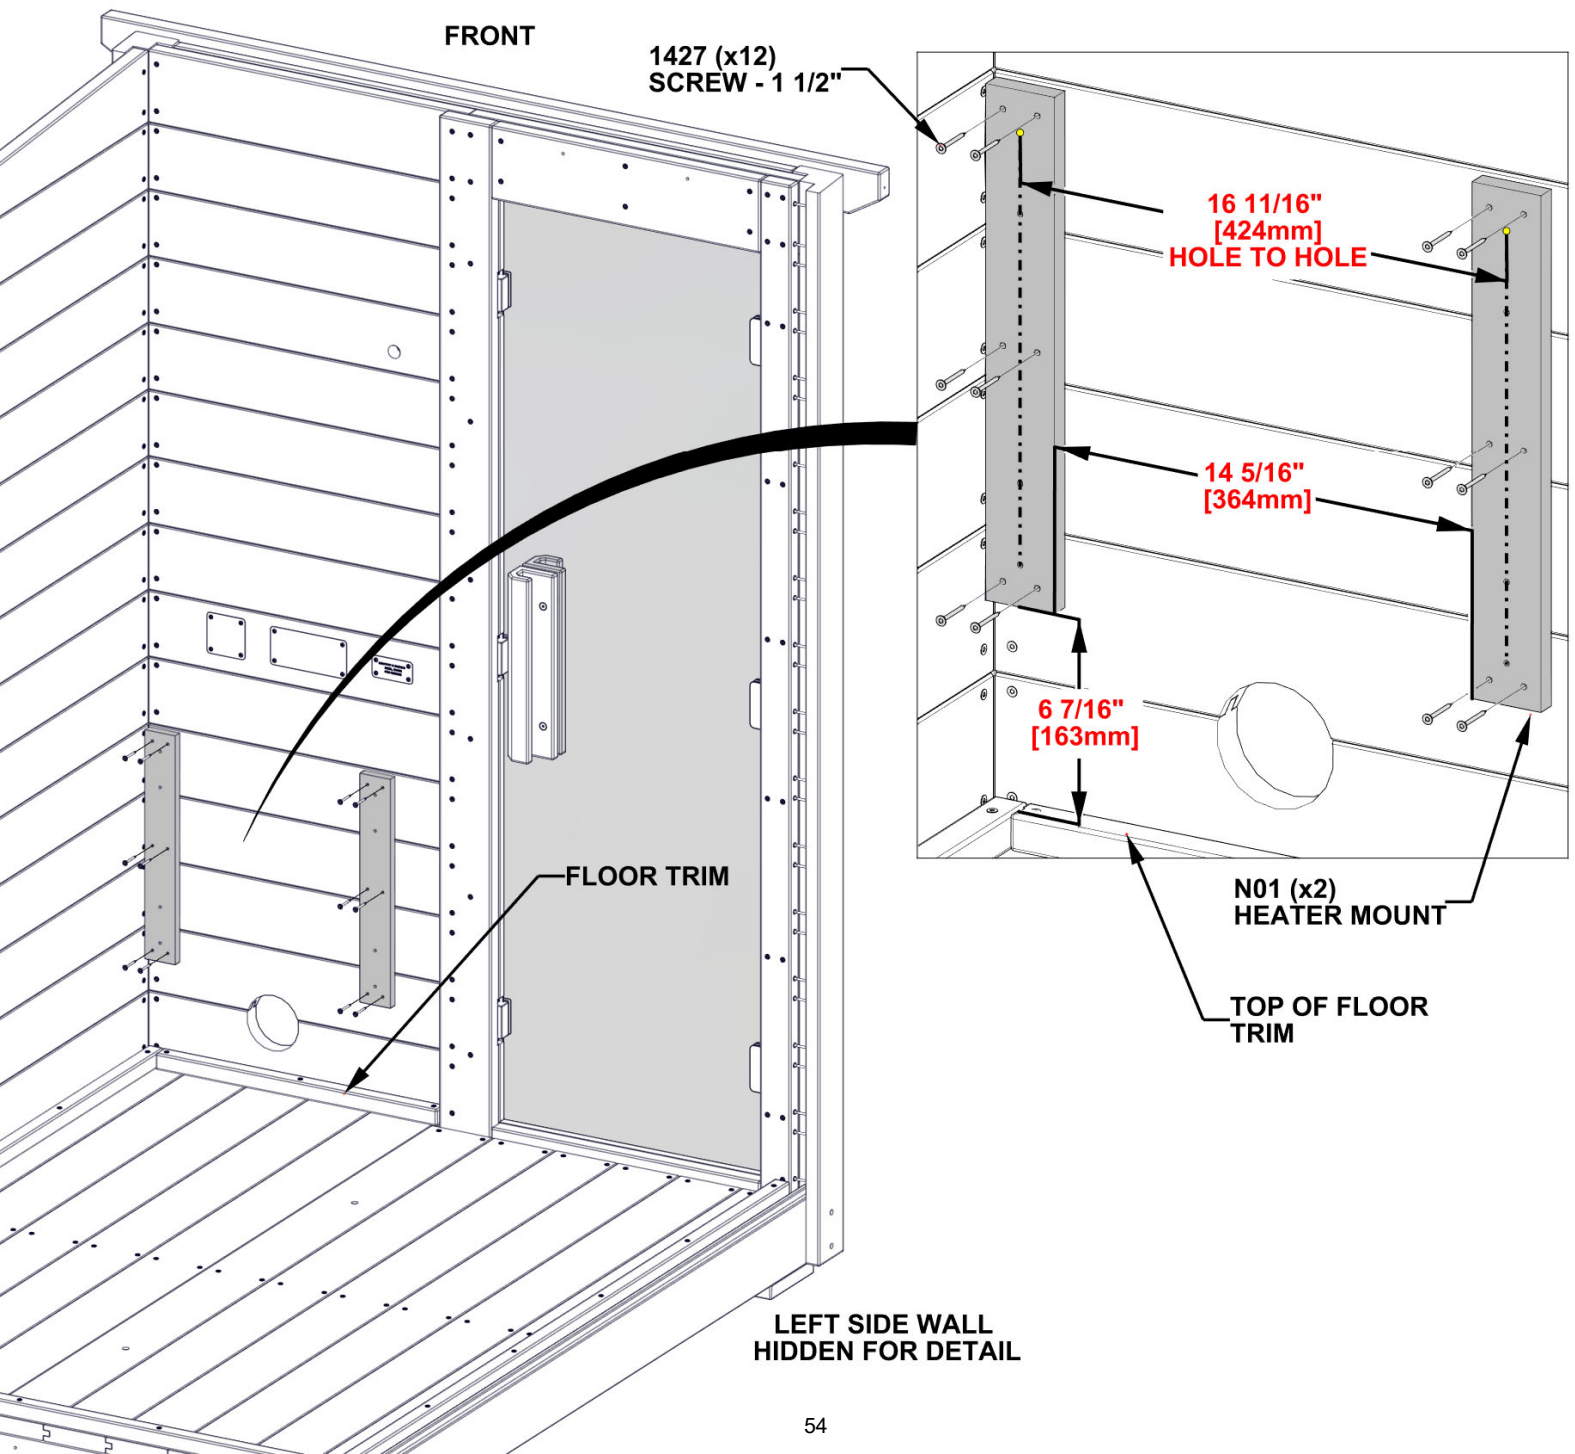 FRONT
1427 (x12)
SCREW - 1 1/2"
16 11/16"
[424mm]
HOLE TO HOLE
14 5/16"
[364mm]
6 7/16"
[163mm]
FLOOR TRIM
N01 (x2)
HEATER MOUNT
TOP OF FLOOR
TRIM
LEFT SIDE WALL
HIDDEN FOR DETAIL
54